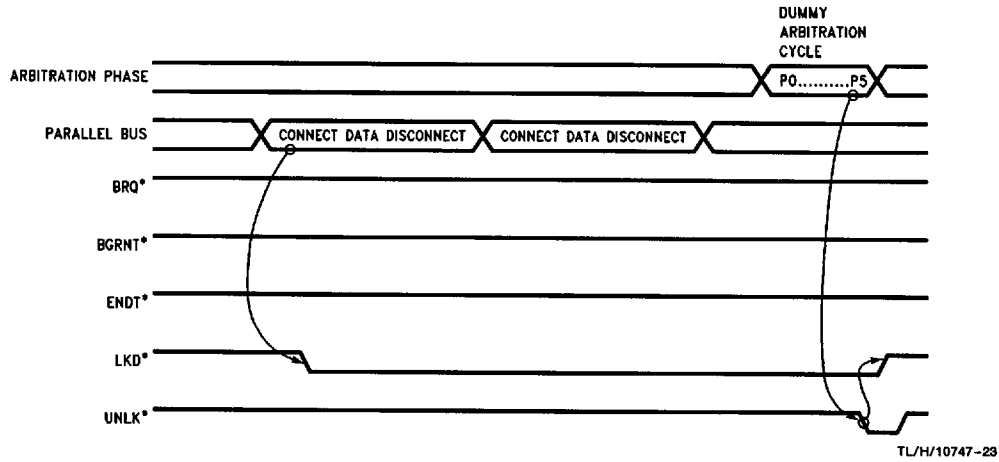 DUMMY
ARBITRATION
CYCLE
ARBITRATION PHASE
P0..........P5
PARALLEL BUS
CONNECT DATA DISCONNECT
CONNECT DATA DISCONNECT
BRQ*
BGRNT*
ENDT*
LKD*
UNLK*
TL/H/10747-23